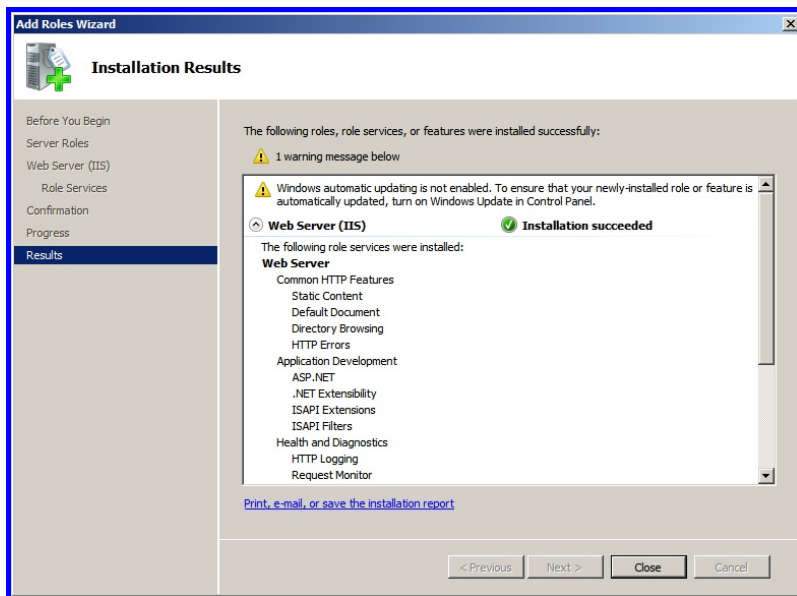 Add Roles Wizard
Installation Results
Before You Begin
Server Roles
Web Server (IIS)
Role Services
Confirmation
Progress
Results
The following roles, role services, or features were installed successfully:
1 warning message below
Windows automatic updating is not enabled. To ensure that your newly-installed role or feature is
automatically updated, turn on Windows Update in Control Panel.
Web Server (IIS) Installation succeeded
The following role services were installed:
Web Server
Common HTTP Features
Static Content
Default Document
Directory Browsing
HTTP Errors
Application Development
ASP.NET
.NET Extensibility
ISAPI Extensions
ISAPI Filters
Health and Diagnostics
HTTP Logging
Request Monitor
Print, e-mail, or save the installation report
< Previous Next > Close Cancel